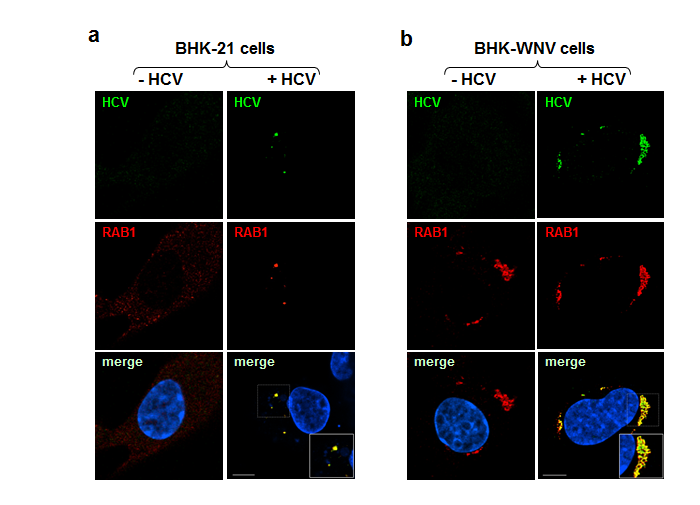 a
BHK-21 cells
- HCV
+ HCV
HCV
HCV
RAB1
RAB1
merge
merge
b
BHK-WNV cells
- HCV
+ HCV
HCV
HCV
RAB1
RAB1
merge
merge